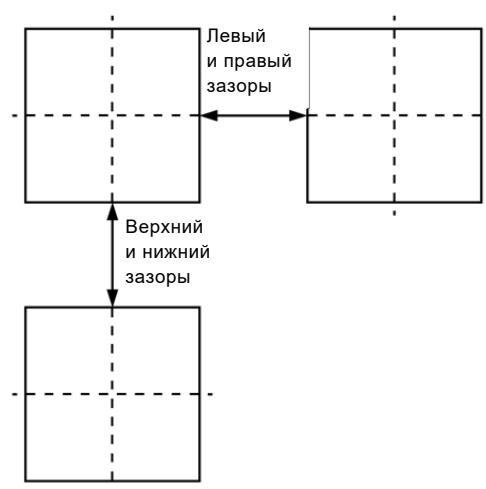 Левый
и правый
зазоры
Верхний
и нижний
зазоры